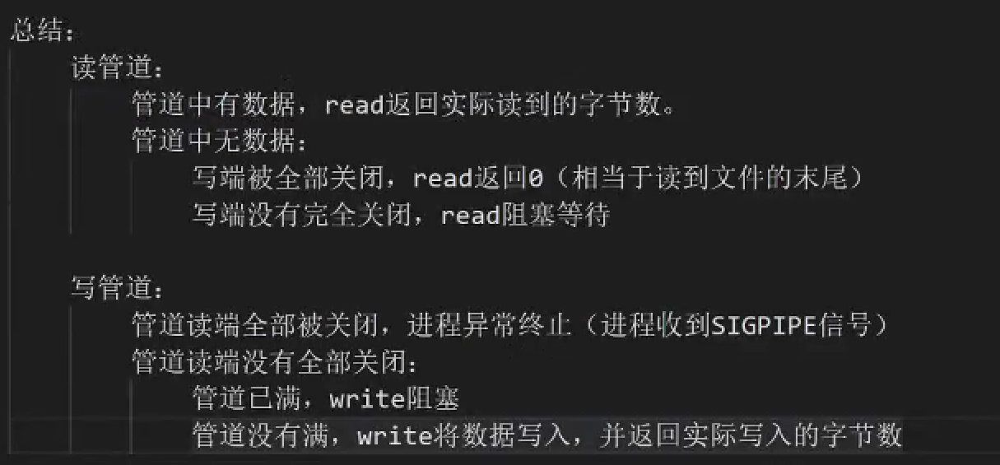 总结：
读管道：
管道中有数据，read返回实际读到的字节数。
管道中无数据：
写端被全部关闭，read返回0（相当于读到文件的末尾）
写端没有完全关闭，read阻塞等待
写管道：
管道读端全部被关闭，进程异常终止（进程收到SIGPIPE信号）
管道读端没有全部关闭：
管道已满，write阻塞
管道没有满，write将数据写入，并返回实际写入的字节数